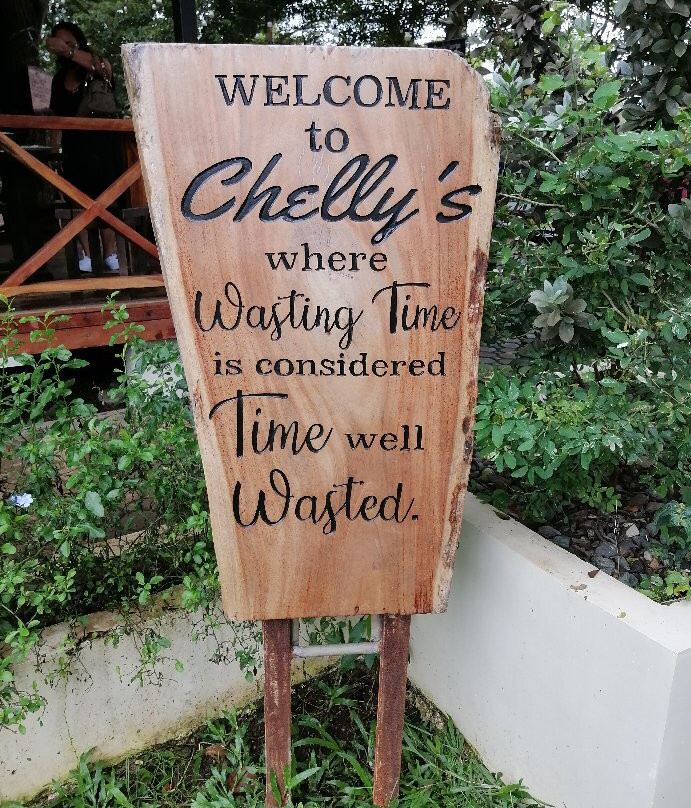 WELCOME
to
Chelly's
where
Wasting Time
is considered
Time well
Wasted.